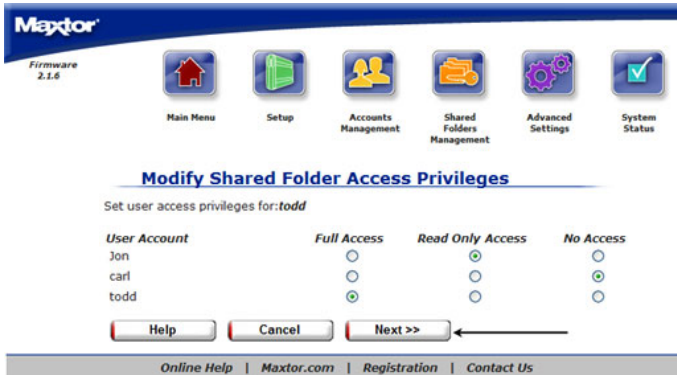 Maxtor
Firmware
2.1.6
Main Menu
Setup
Accounts
Management
Shared
Folders
Management
Advanced
Settings
System
Status
Modify Shared Folder Access Privileges
Set user access privileges for:todd
User Account Full Access Read Only Access No Access
Jon
carl
todd
Help Cancel Next >>
Online Help | Maxtor.com | Registration | Contact Us